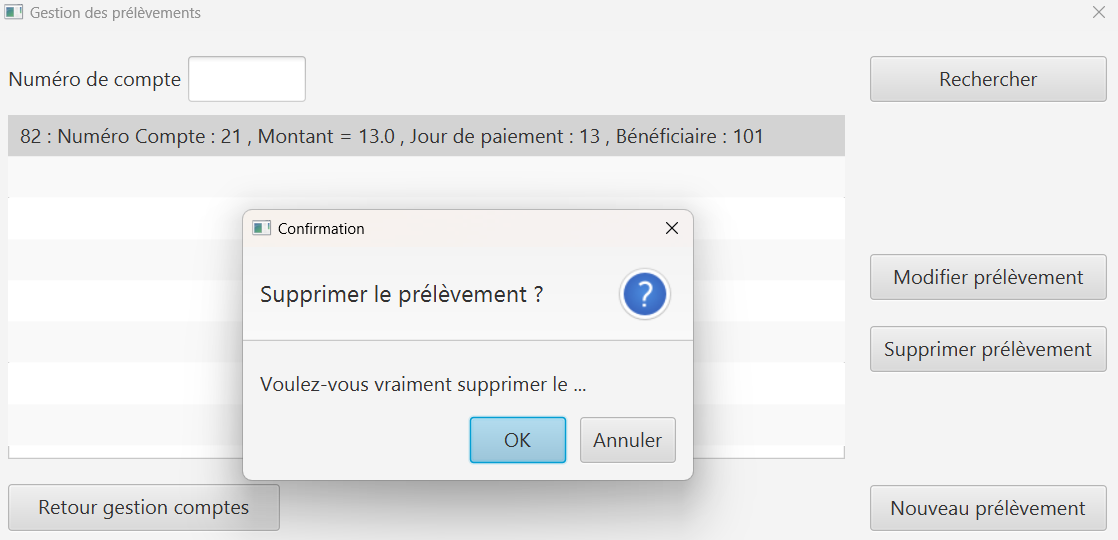 Gestion des prélèvements
Numéro de compte
Rechercher
82 : Numéro Compte : 21 , Montant = 13.0 , Jour de paiement : 13 , Bénéficiaire : 101
Confirmation
Supprimer le prélèvement ?
?
Voulez-vous vraiment supprimer le ...
OK
Annuler
Modifier prélèvement
Supprimer prélèvement
Retour gestion comptes
Nouveau prélèvement